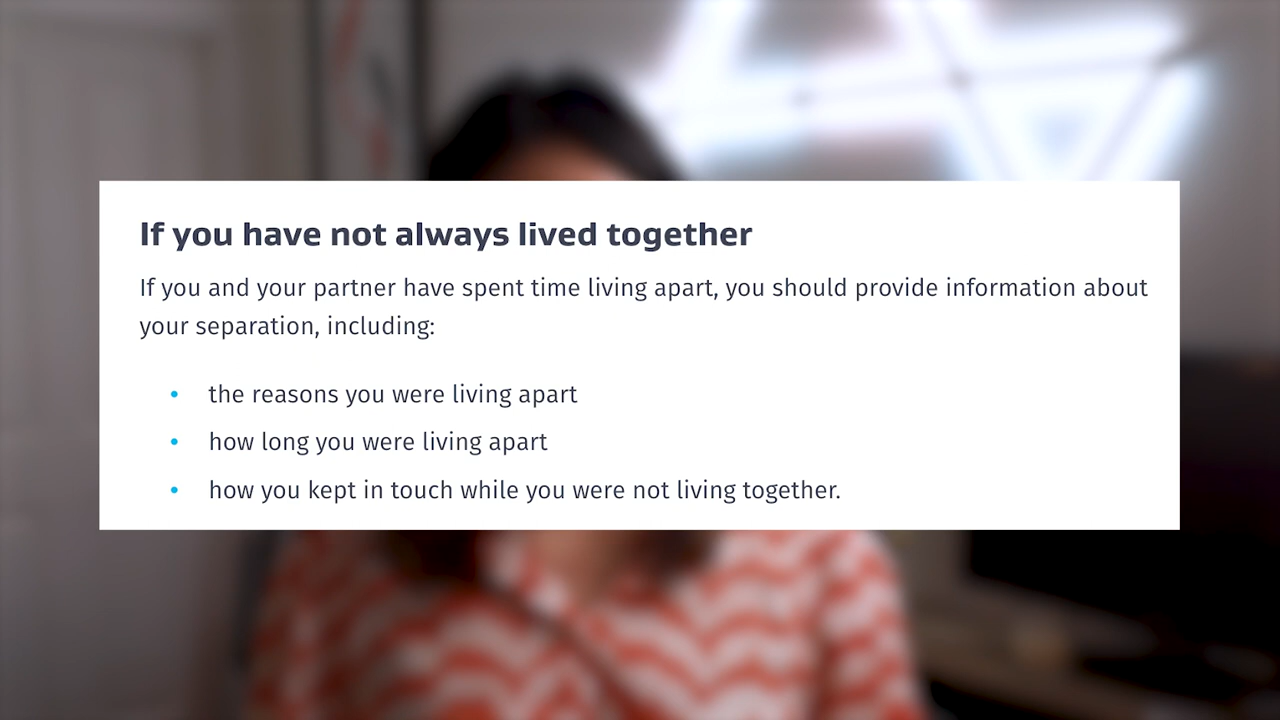 If you have not always lived together
If you and your partner have spent time living apart, you should provide information about
your separation, including:
• the reasons you were living apart
• how long you were living apart
• how you kept in touch while you were not living together.